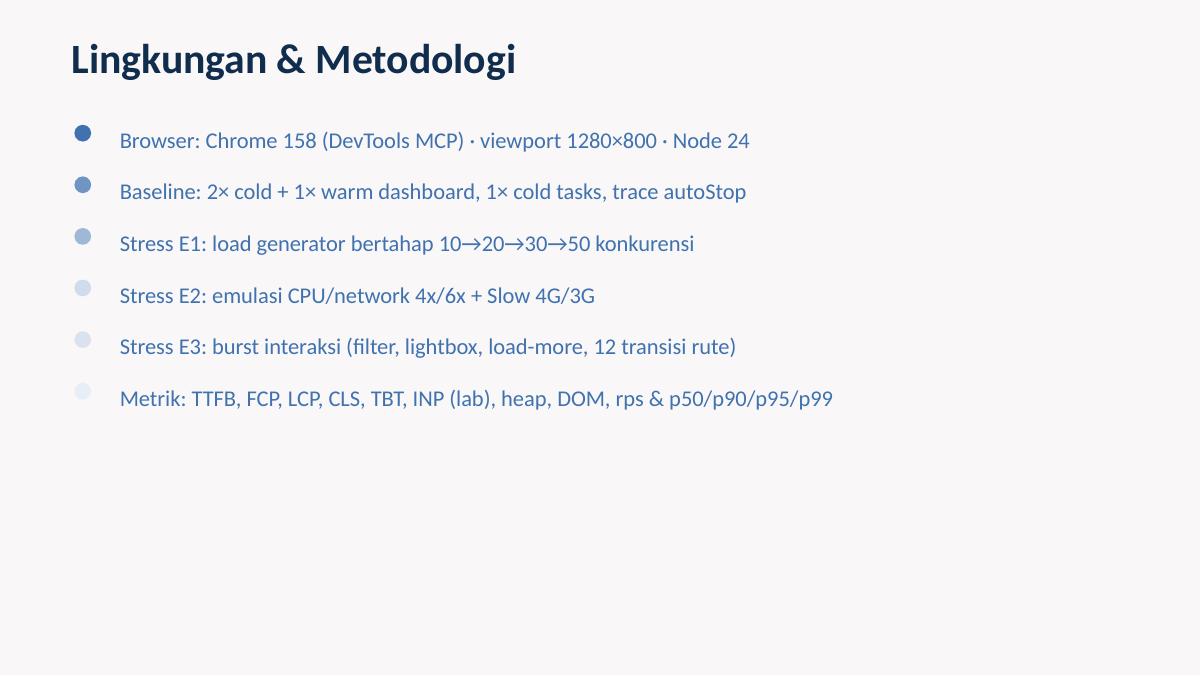 Lingkungan & Metodologi
Browser: Chrome 158 (DevTools MCP) · viewport 1280×800 · Node 24
Baseline: 2× cold + 1× warm dashboard, 1× cold tasks, trace autoStop
Stress E1: load generator bertahap 10→20→30→50 konkurensi
Stress E2: emulasi CPU/network 4x/6x + Slow 4G/3G
Stress E3: burst interaksi (filter, lightbox, load-more, 12 transisi rute)
Metrik: TTFB, FCP, LCP, CLS, TBT, INP (lab), heap, DOM, rps & p50/p90/p95/p99